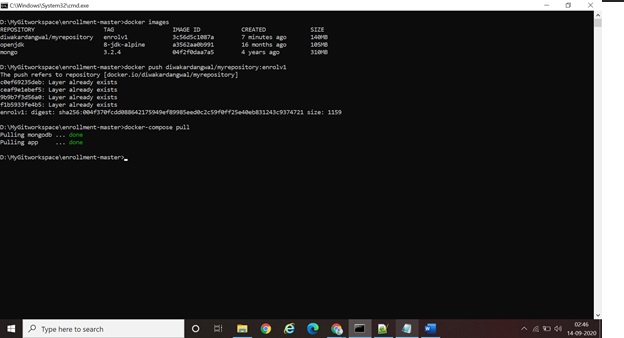 C:\Windows\System32\cmd.exe
D:\MyGitworkspace\enrollment-master>docker images
REPOSITORY TAG IMAGE ID CREATED SIZE
diwakardangwal/myrepository enrolv1 3c56d5c1087a 7 minutes ago 140MB
openjdk 8-jdk-alpine a3562aa0b991 16 months ago 105MB
mongo 3.2.4 04f2f0daa7a5 4 years ago 310MB
D:\MyGitworkspace\enrollment-master>docker push diwakardangwal/myrepository:enrolv1
The push refers to repository [docker.io/diwakardangwal/myrepository]
c0ef69235deb: Layer already exists
ceaf9e1ebef5: Layer already exists
9b9b7f3d56a0: Layer already exists
f1b5933fe4b5: Layer already exists
enrolv1: digest: sha256:004f370fcdd088642175949ef89985eed0c2c59f0ff25e40eb831243c9374721 size: 1159
D:\MyGitworkspace\enrollment-master>docker-compose pull
Pulling mongodb ... done
Pulling app ... done
D:\MyGitworkspace\enrollment-master>
Type here to search
02:46
14-09-2020